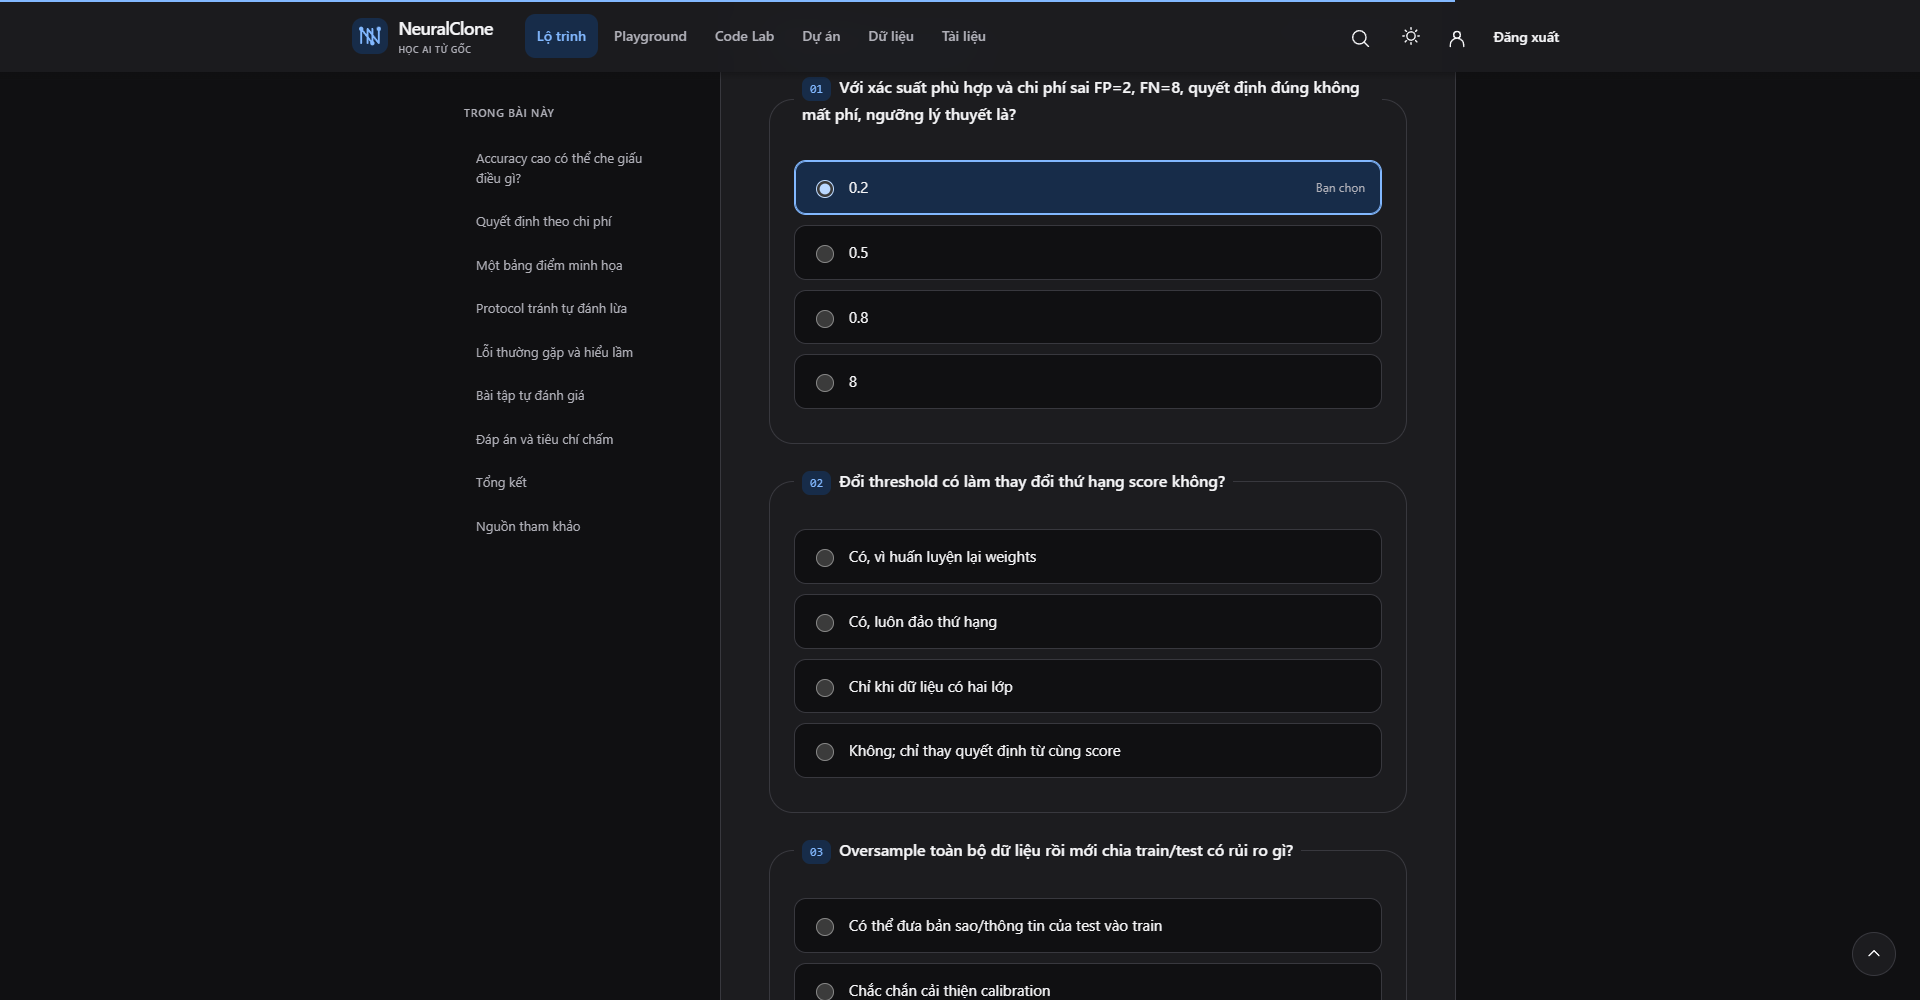 NeuralClone
HỌC AI TỪ GỐC
Lộ trình
Playground
Code Lab
Dự án
Dữ liệu
Tài liệu
Đăng xuất
TRONG BÀI NÀY
Accuracy cao có thể che giấu
điều gì?
Quyết định theo chi phí
Một bảng điểm minh họa
Protocol tránh tự đánh lừa
Lỗi thường gặp và hiểu lầm
Bài tập tự đánh giá
Đáp án và tiêu chí chấm
Tổng kết
Nguồn tham khảo
01 Với xác suất phù hợp và chi phí sai FP=2, FN=8, quyết định đúng không
mất phí, ngưỡng lý thuyết là?
0.2 Bạn chọn
0.5
0.8
8
02 Đổi threshold có làm thay đổi thứ hạng score không?
Có, vì huấn luyện lại weights
Có, luôn đảo thứ hạng
Chỉ khi dữ liệu có hai lớp
Không; chỉ thay quyết định từ cùng score
03 Oversample toàn bộ dữ liệu rồi mới chia train/test có rủi ro gì?
Có thể đưa bản sao/thông tin của test vào train
Chắc chắn cải thiện calibration